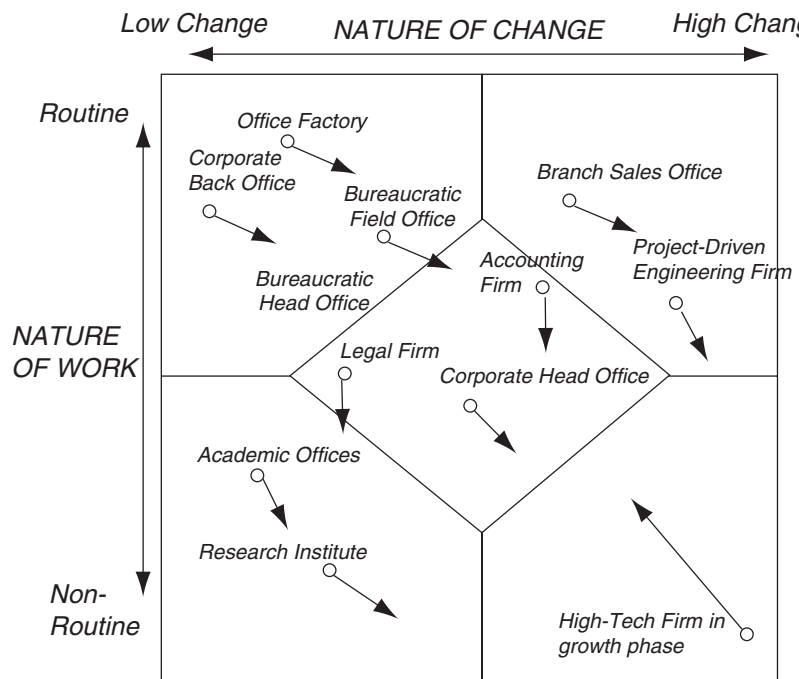 Low Change
NATURE OF CHANGE
High Chang
Routine
Office Factory
Corporate
Back Office
Branch Sales Office
Bureaucratic
Field Office
Project-Driven
Engineering Firm
Accounting
Firm
Bureaucratic
Head Office
NATURE
OF WORK
Legal Firm
Corporate Head Office
Academic Offices
Research Institute
Non-
Routine
High-Tech Firm in
growth phase